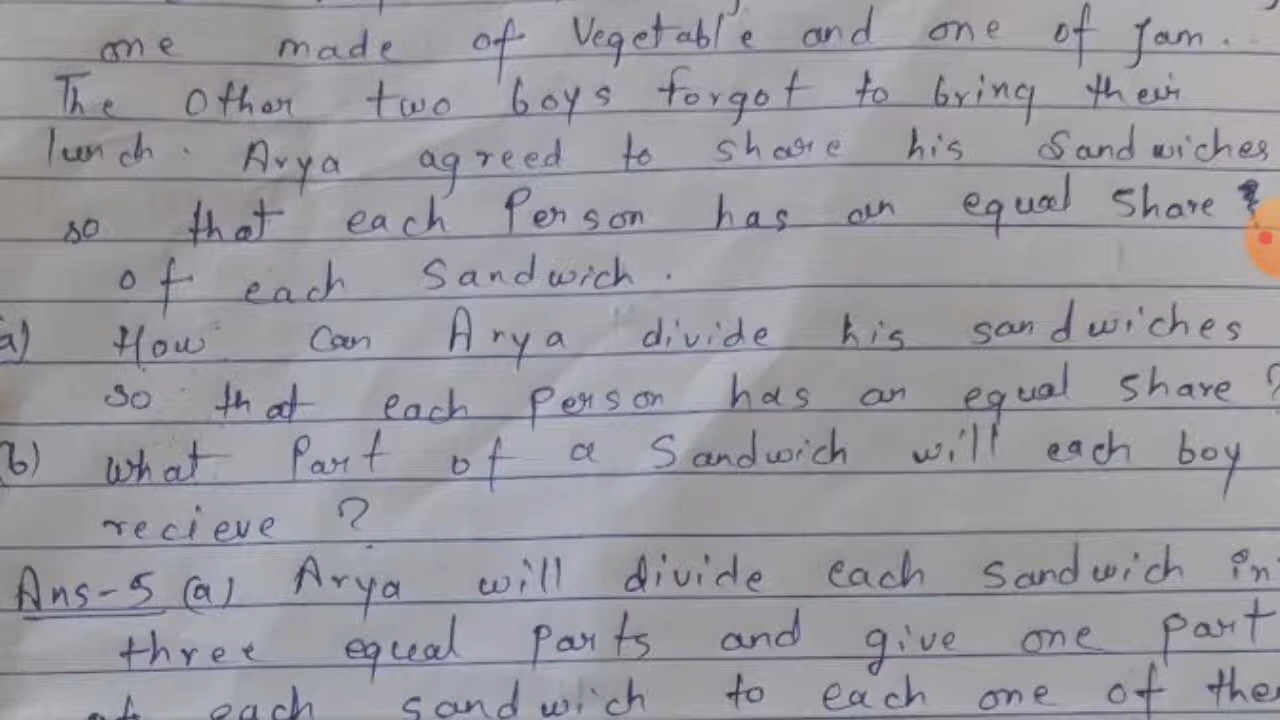 one made of Vegetable and one of Jam.
The Other two boys forgot to bring their
lunch. Arya agreed to share his Sandwiches
so that each Person has an equal Share
of each Sandwich.
a) How can Arya divide his sandwiches
so that each person has an equal share ?
b) what Part of a Sandwich will each boy
recieve ?
Ans-5 (a) Arya will divide each Sandwich in
three equal Parts and give one part
of each sandwich to each one of the